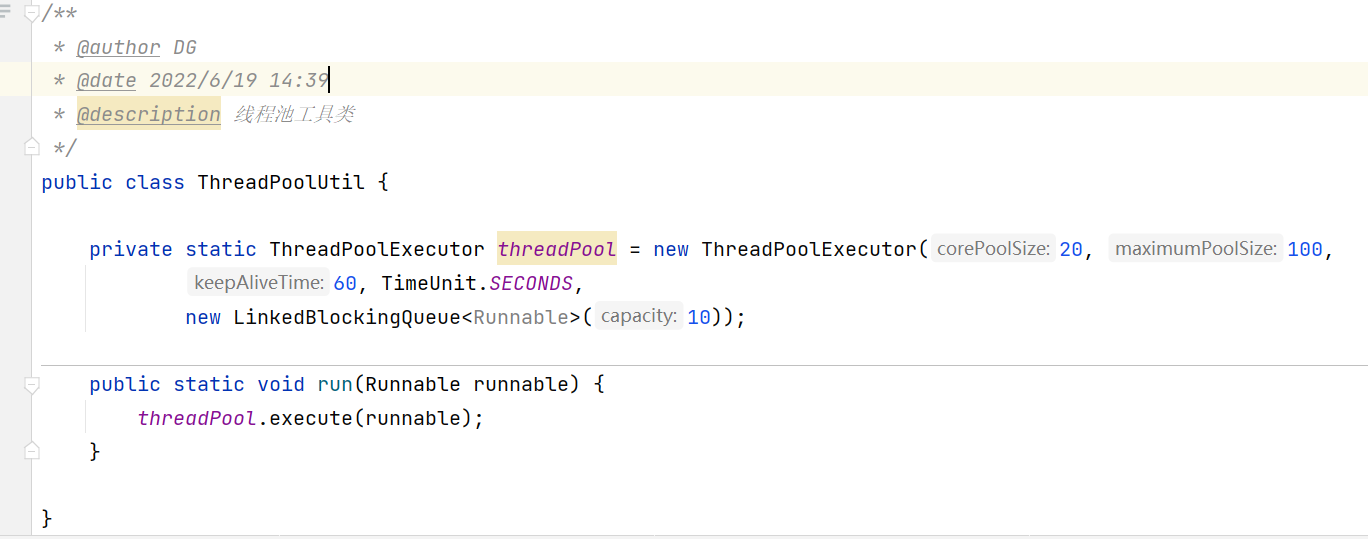 /**
 * @author DG
 * @date 2022/6/19 14:39
 * @description 线程池工具类
 */
public class ThreadPoolUtil {
    private static ThreadPoolExecutor threadPool = new ThreadPoolExecutor( corePoolSize: 20, maximumPoolSize: 100,
            keepAliveTime: 60, TimeUnit.SECONDS,
            new LinkedBlockingQueue<Runnable>( capacity: 10));
    public static void run(Runnable runnable) {
        threadPool.execute(runnable);
    }
}